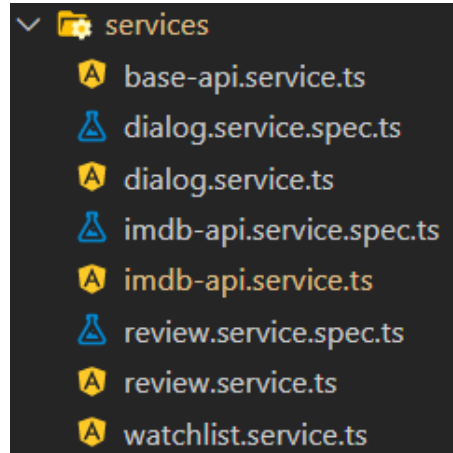 services
base-api.service.ts
dialog.service.spec.ts
dialog.service.ts
imdb-api.service.spec.ts
imdb-api.service.ts
review.service.spec.ts
review.service.ts
watchlist.service.ts